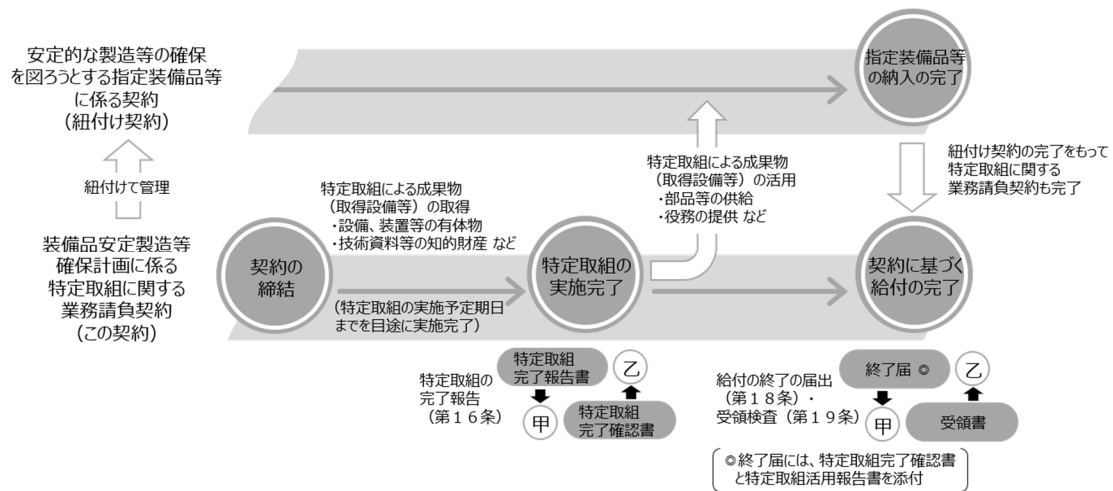 安定的な製造等の確保
を図ろうとする指定装備品等
に係る契約
（紐付け契約）
指定装備品等
の納入の完了
紐付けて管理
特定取組による成果物
（取得設備等）の取得
・設備、装置等の有体物
・技術資料等の知的財産 など
特定取組による成果物
（取得設備等）の活用
・部品等の供給
・役務の提供 など
紐付け契約の完了をもって
特定取組に関する
業務請負契約も完了
装備品安定製造等
確保計画に係る
特定取組に関する
業務請負契約
（この契約）
契約の
締結
特定取組の
実施完了
契約に基づく
給付の完了
（特定取組の実施予定期日
までを目途に実施完了）
特定取組の
完了報告
（第１６条）
特定取組
完了報告書
乙
甲
特定取組
完了確認書
給付の終了の届出
（第１８条）・
受領検査（第１９条）
終了届 ◎
乙
甲
受領書
◎終了届には、特定取組完了確認書
と特定取組活用報告書を添付